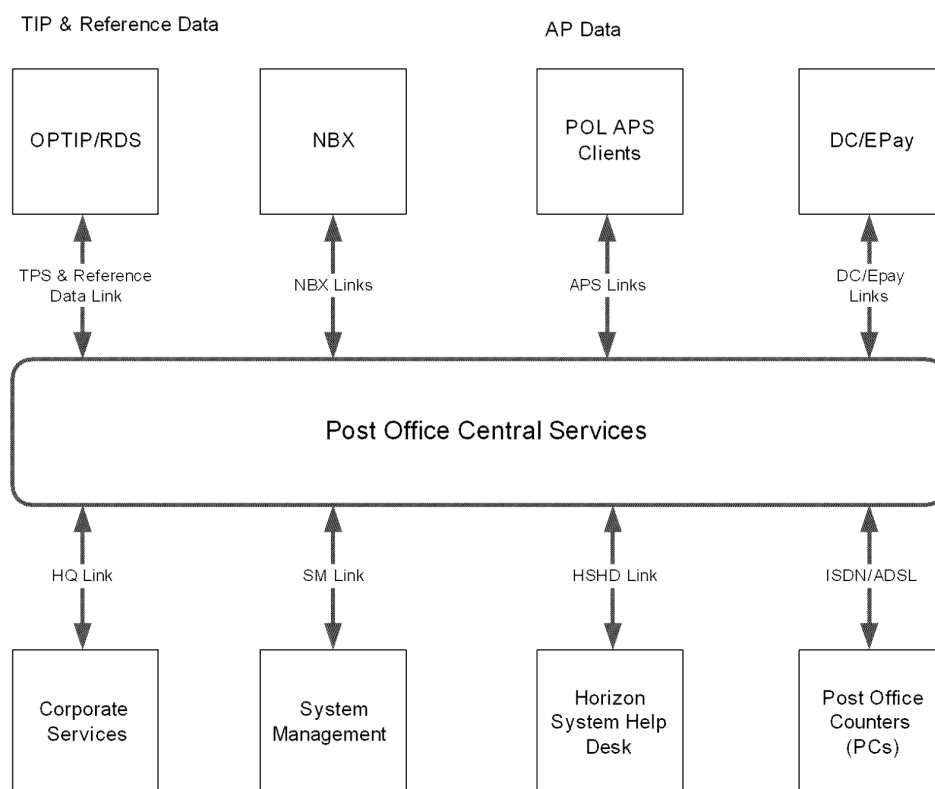 TIP & Reference Data
AP Data
OPTIP/RDS
NBX
POL APS
Clients
DC/EPay
TPS & Reference
Data Link
NBX Links
APS Links
DC/Epay
Links
Post Office Central Services
HQ Link
SM Link
HSHD Link
ISDN/ADSL
Corporate
Services
System
Management
Horizon
System Help
Desk
Post Office
Counters
(PCs)